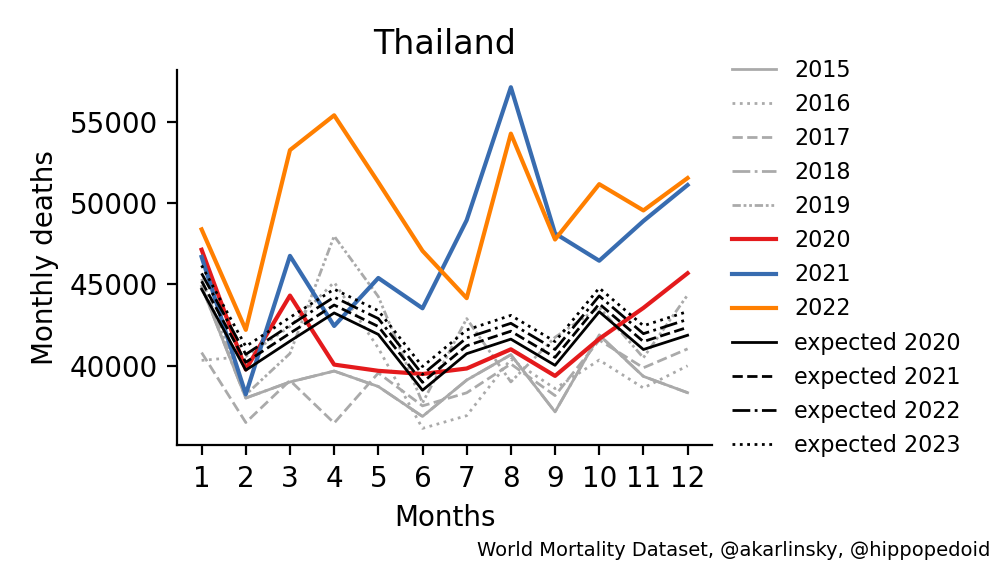 Thailand
Monthly deaths
55000
50000
45000
40000
1 2 3 4 5 6 7 8 9 10 11 12
Months
2015
2016
2017
2018
2019
2020
2021
2022
expected 2020
expected 2021
expected 2022
expected 2023
World Mortality Dataset, @akarlinsky, @hippopedoid